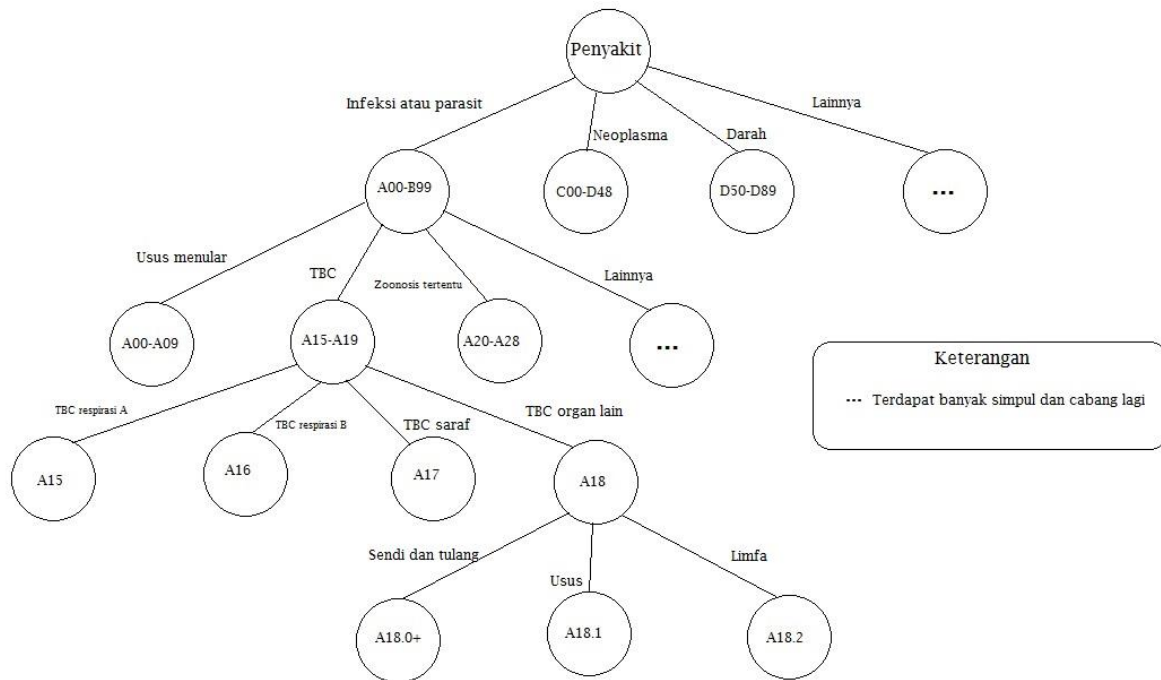 Penyakit
Infeksi atau parasit
Neoplasma
Darah
Lainnya
A00-B99
C00-D48
D50-D89
...
Usus menular
TBC
Zoonosis tertentu
Lainnya
A00-A09
A15-A19
A20-A28
...
Keterangan
... Terdapat banyak simpul dan cabang lagi
TBC respirasi A
TBC respirasi B
TBC saraf
TBC organ lain
A15
A16
A17
A18
Sendi dan tulang
Usus
Limfa
A18.0+
A18.1
A18.2